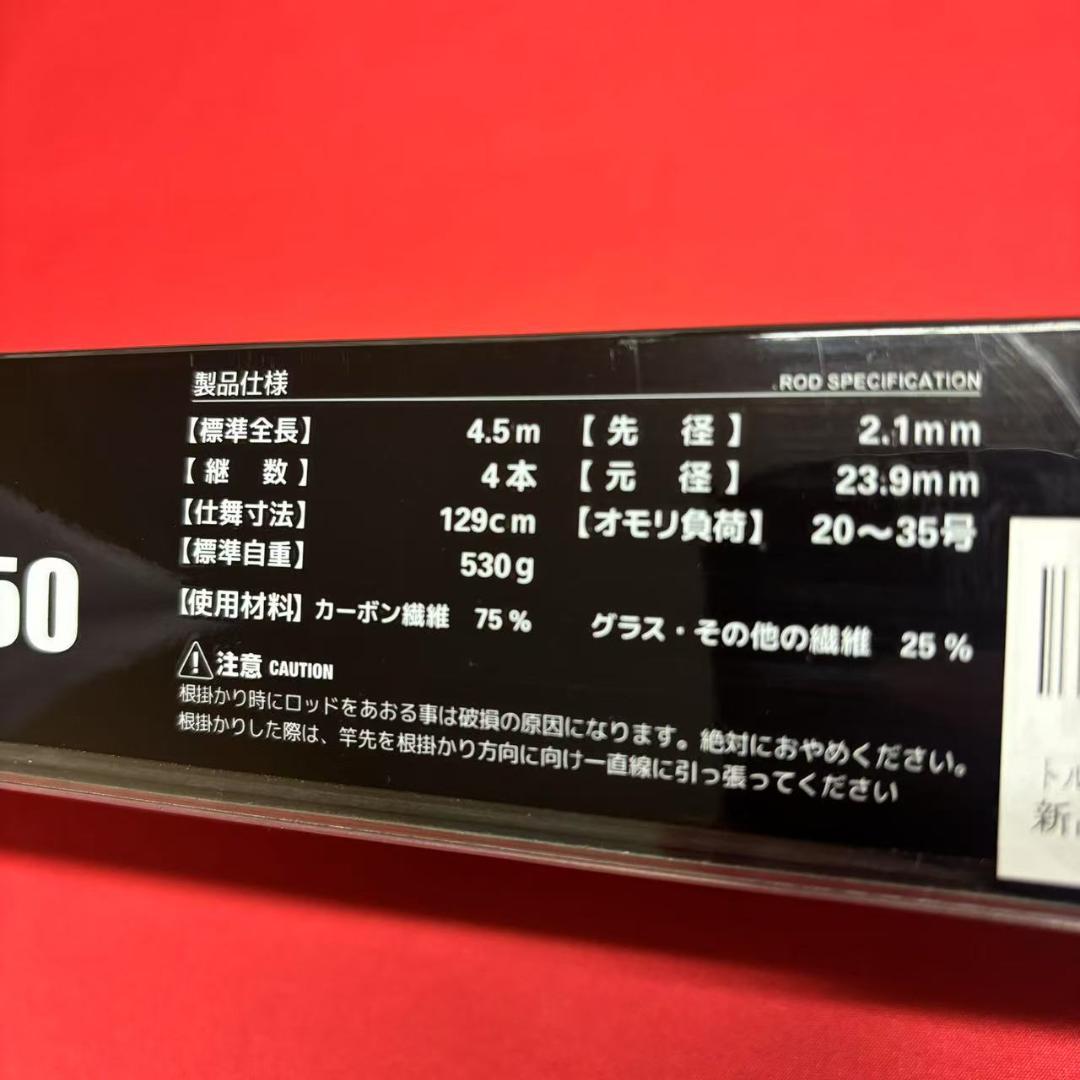 製品仕様 ROD SPECIFICATION
【標準全長】 4.5m 【先 径】 2.1mm
【継 数】 4本 【元 径】 23.9mm
【仕舞寸法】 129cm 【オモリ負荷】 20〜35号
【標準自重】 530g
【使用材料】 カーボン繊維 75% グラス・その他の繊維 25%
注意 CAUTION
根掛かり時にロッドをあおる事は破損の原因になります。絶対におやめください。
根掛かりした際は、竿先を根掛かり方向に向け一直線に引っ張ってください
50
トル
新